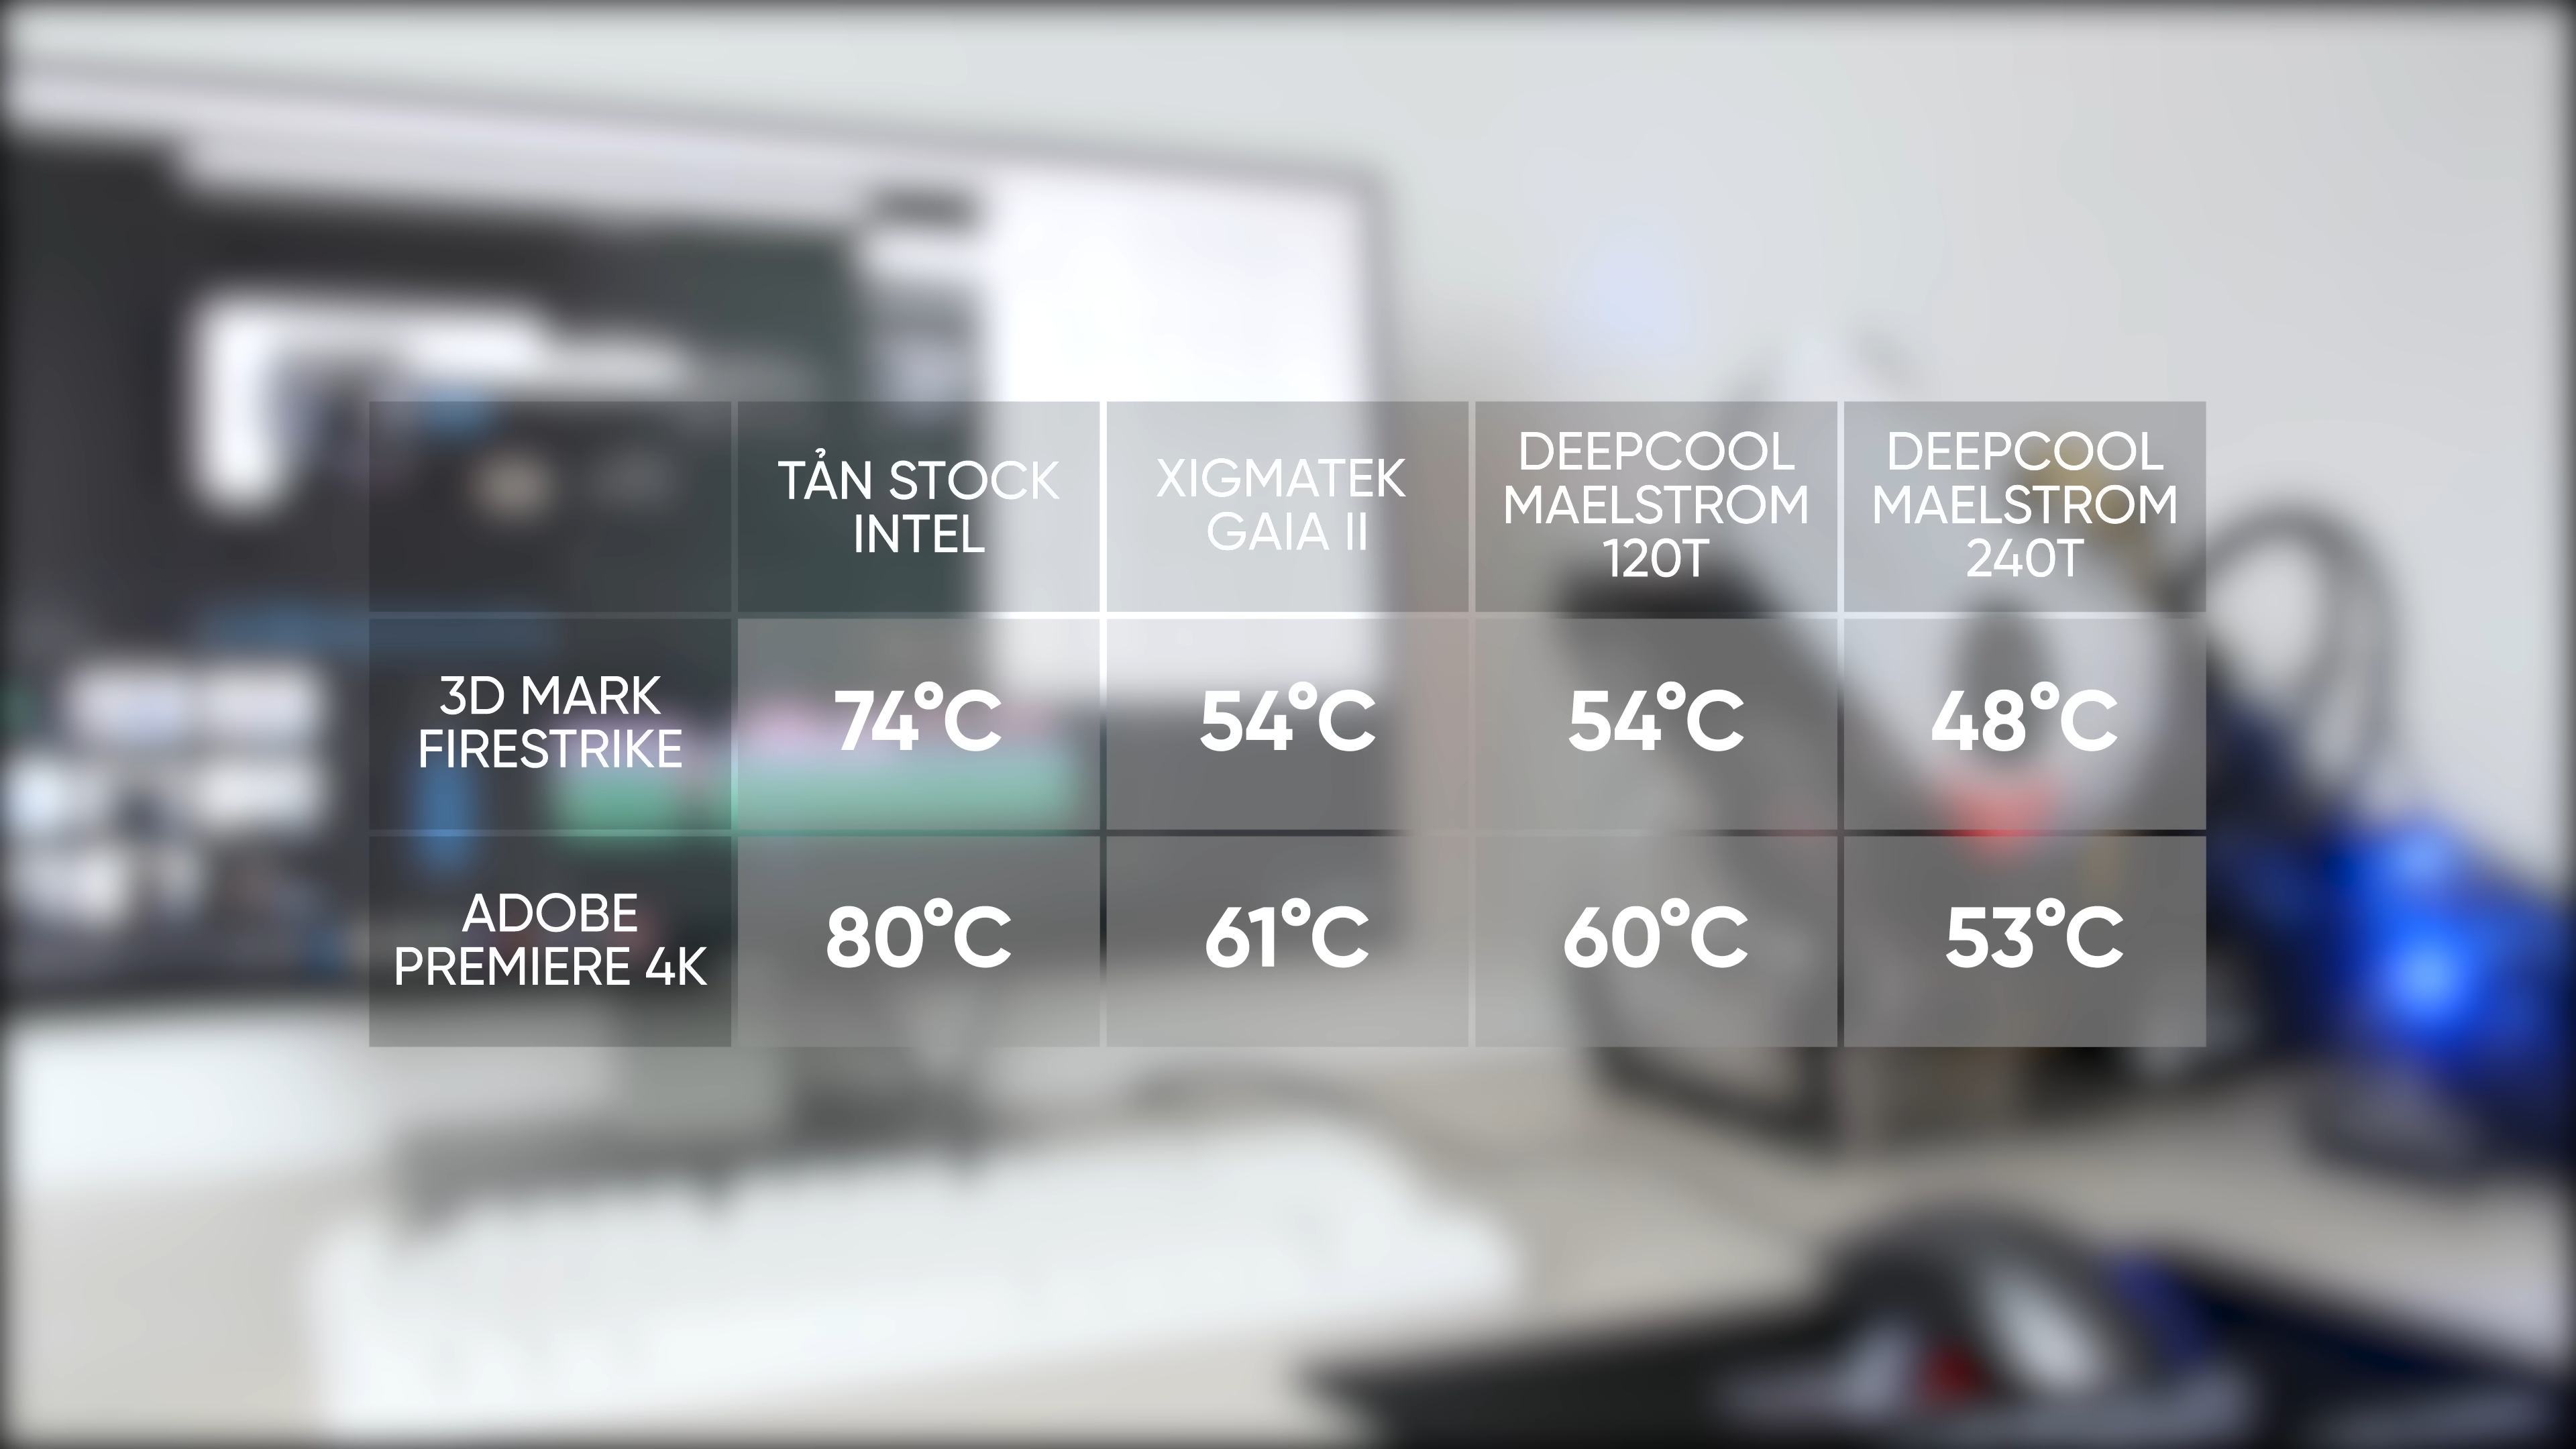 TẢN STOCK
INTEL
XIGMATEK
GAIA II
DEEPCOOL
MAELSTROM
120T
DEEPCOOL
MAELSTROM
240T
3D MARK
FIRESTRIKE
74°C
54°C
54°C
48°C
ADOBE
PREMIERE 4K
80°C
61°C
60°C
53°C